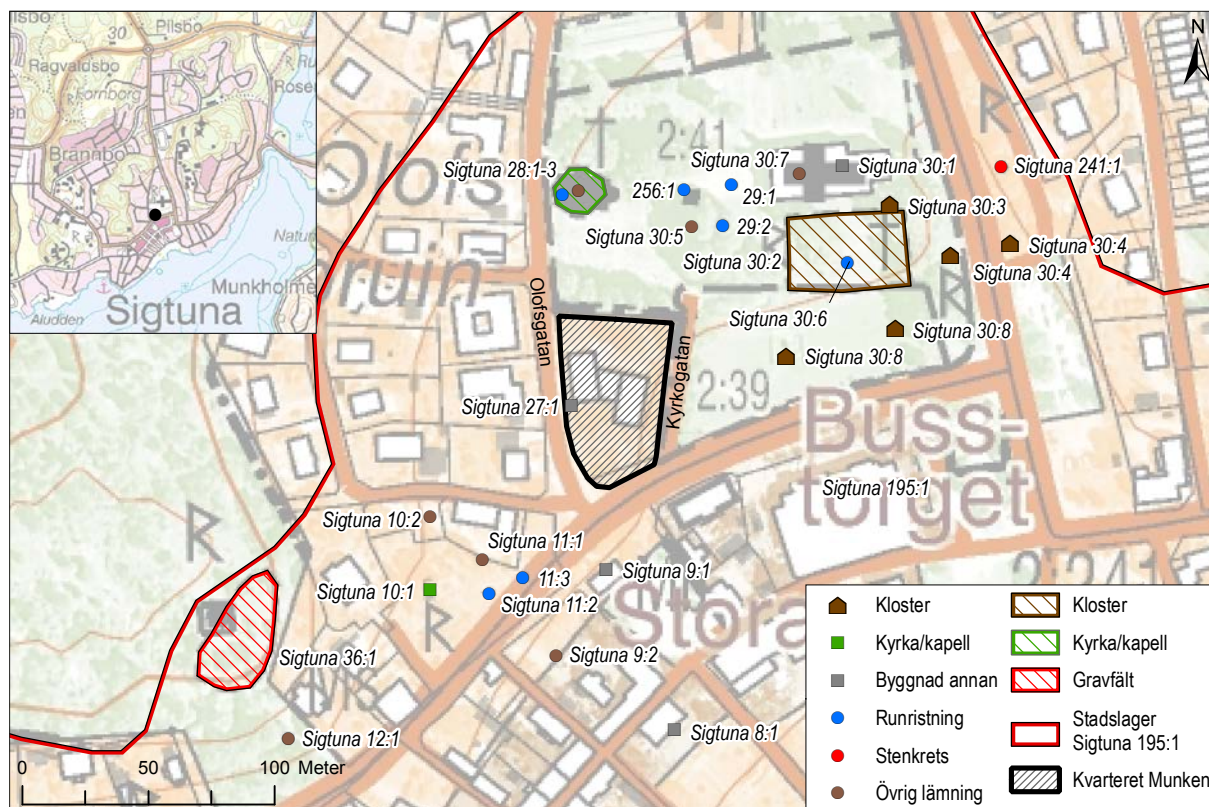 Pilsbo
30
Ragvaldsbo
Fornborg
Rosen
Brannbo
R
Natur
Munkholme
Sigtuna
Aludden
N
R
Olofs
ruin
2:41
Sigtuna 28:1-3
Sigtuna 30:7
Sigtuna 30:1
Sigtuna 241:1
256:1
29:1
Sigtuna 30:3
Sigtuna 30:5
29:2
Sigtuna 30:4
Sigtuna 30:2
Sigtuna 30:4
R
Olofsgatan
Sigtuna 30:6
Sigtuna 30:8
Kyrkogatan
Sigtuna 30:8
2:39
Sigtuna 27:1
Buss-
torget
Sigtuna 195:1
R
Sigtuna 10:2
Sigtuna 11:1
2:241
11:3
Sigtuna 9:1
Sigtuna 10:1
Sigtuna 11:2
Stora
R
Sigtuna 36:1
Sigtuna 9:2
Sigtuna 12:1
Sigtuna 8:1
0 50 100 Meter
Kloster
Kyrka/kapell
Byggnad annan
Runristning
Stenkrets
Övrig lämning
Kloster
Kyrka/kapell
Gravfält
Stadslager
Sigtuna 195:1
Kvarteret Munken